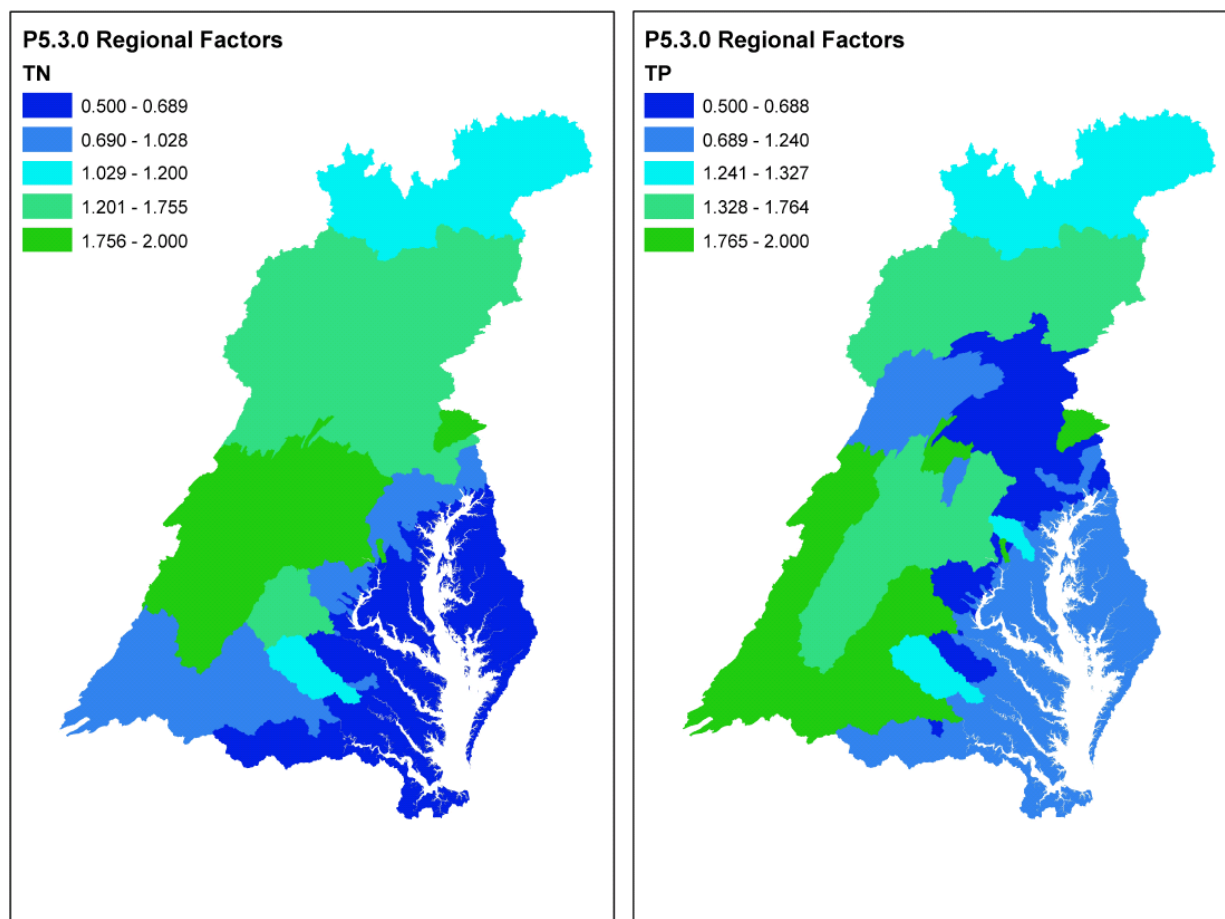 P5.3.0 Regional Factors
TN
0.500 - 0.689
0.690 - 1.028
1.029 - 1.200
1.201 - 1.755
1.756 - 2.000
P5.3.0 Regional Factors
TP
0.500 - 0.688
0.689 - 1.240
1.241 - 1.327
1.328 - 1.764
1.765 - 2.000